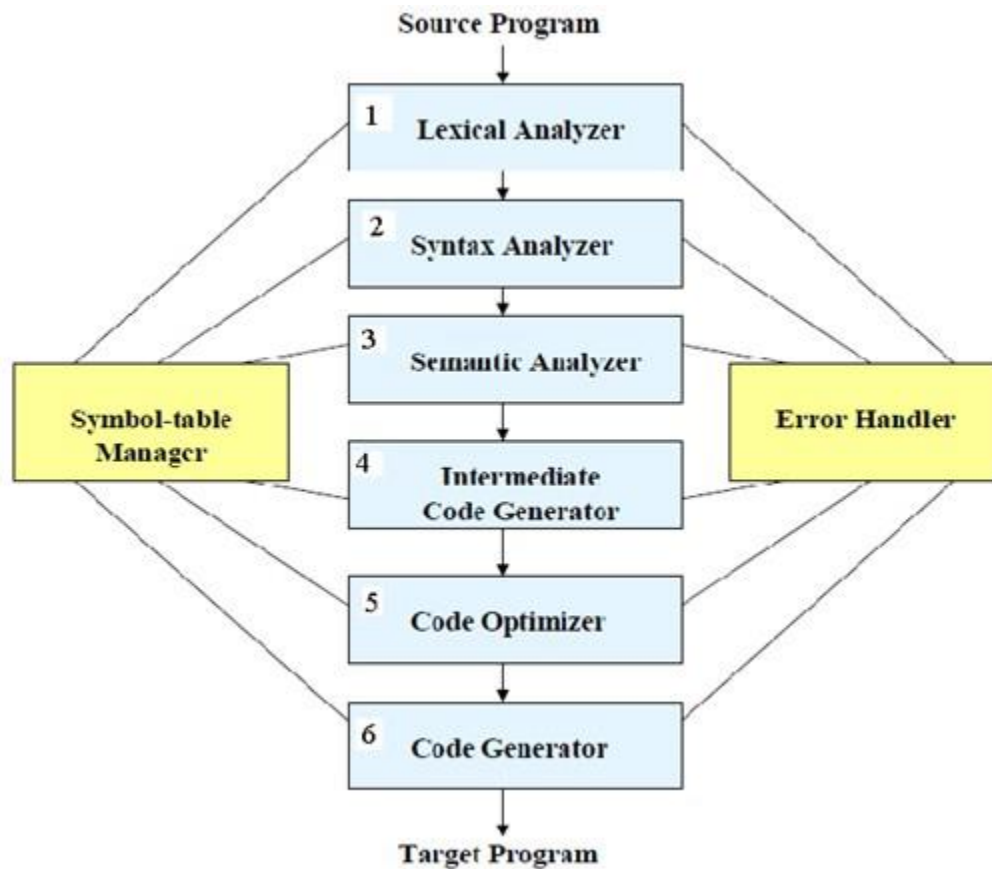 Source Program
1
Lexical Analyzer
2
Syntax Analyzer
3
Semantic Analyzer
Symbol-table
Manager
Error Handler
4
Intermediate
Code Generator
5
Code Optimizer
6
Code Generator
Target Program